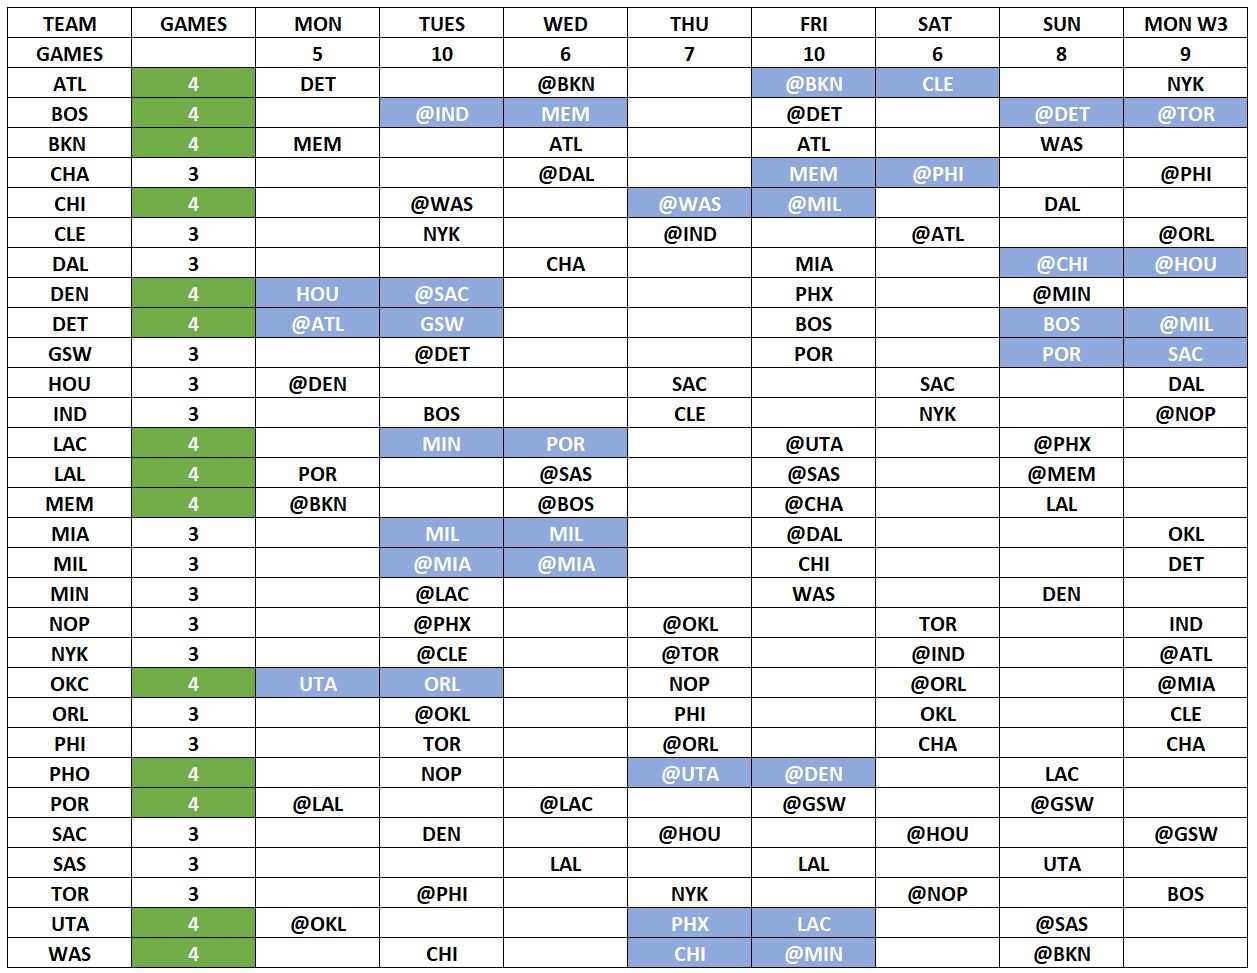 TEAM GAMES MON TUES WED THU FRI SAT SUN MON W3
GAMES 5 10 6 7 10 6 8 9
ATL 4 DET @BKN @BKN CLE NYK
BOS 4 @IND MEM @DET @DET @TOR
BKN 4 MEM ATL ATL WAS
CHA 3 @DAL MEM @PHI @PHI
CHI 4 @WAS @WAS @MIL DAL
CLE 3 NYK @IND @ATL @ORL
DAL 3 CHA MIA @CHI @HOU
DEN 4 HOU @SAC PHX @MIN
DET 4 @ATL GSW BOS BOS @MIL
GSW 3 @DET POR POR SAC
HOU 3 @DEN SAC SAC DAL
IND 3 BOS CLE NYK @NOP
LAC 4 MIN POR @UTA @PHX
LAL 4 POR @SAS @SAS @MEM
MEM 4 @BKN @BOS @CHA LAL
MIA 3 MIL MIL @DAL OKL
MIL 3 @MIA @MIA CHI DET
MIN 3 @LAC WAS DEN
NOP 3 @PHX @OKL TOR IND
NYK 3 @CLE @TOR @IND @ATL
OKC 4 UTA ORL NOP @ORL @MIA
ORL 3 @OKL PHI OKL CLE
PHI 3 TOR @ORL CHA CHA
PHO 4 NOP @UTA @DEN LAC
POR 4 @LAL @LAC @GSW @GSW
SAC 3 DEN @HOU @HOU @GSW
SAS 3 LAL LAL UTA
TOR 3 @PHI NYK @NOP BOS
UTA 4 @OKL PHX LAC @SAS
WAS 4 CHI CHI @MIN @BKN